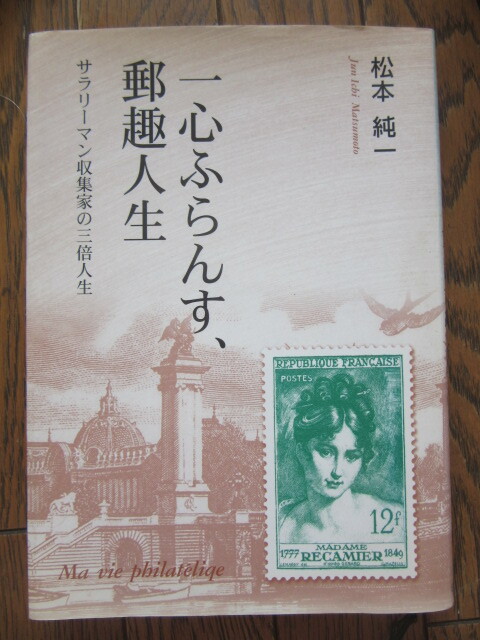 松本 純一
Jun Ichi Matsumoto
一心ふらんす、
郵趣人生
サラリーマン収集家の三倍人生
REPUBLIQUE FRANÇAISE
POSTES
12f
1777 MADAME 1849
RECAMIER
Ma vie philatéliqe